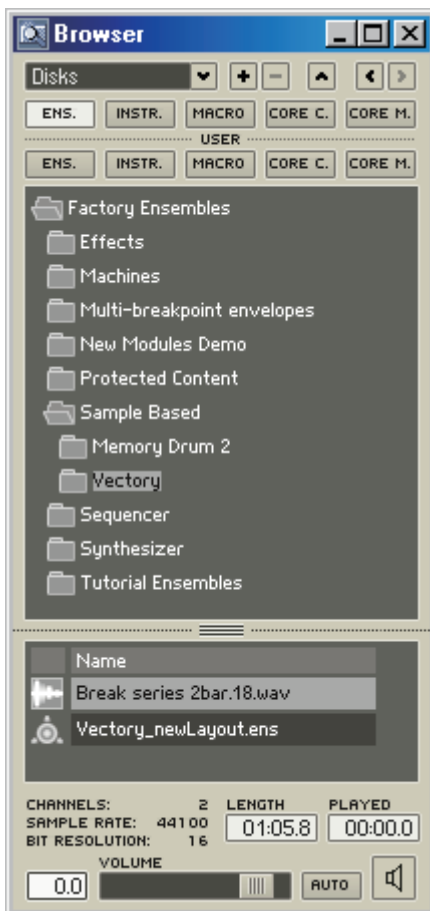 Browser
Disks
ENS. INSTR. MACRO CORE C. CORE M.
USER
ENS. INSTR. MACRO CORE C. CORE M.
Factory Ensembles
Effects
Machines
Multi-breakpoint envelopes
New Modules Demo
Protected Content
Sample Based
Memory Drum 2
Vectory
Sequencer
Synthesizer
Tutorial Ensembles
Name
Break series 2bar.18.wav
Vectory_newLayout.ens
CHANNELS: 2 LENGTH PLAYED
SAMPLE RATE: 44100 01:05.8 00:00.0
BIT RESOLUTION: 16
VOLUME
0.0 AUTO